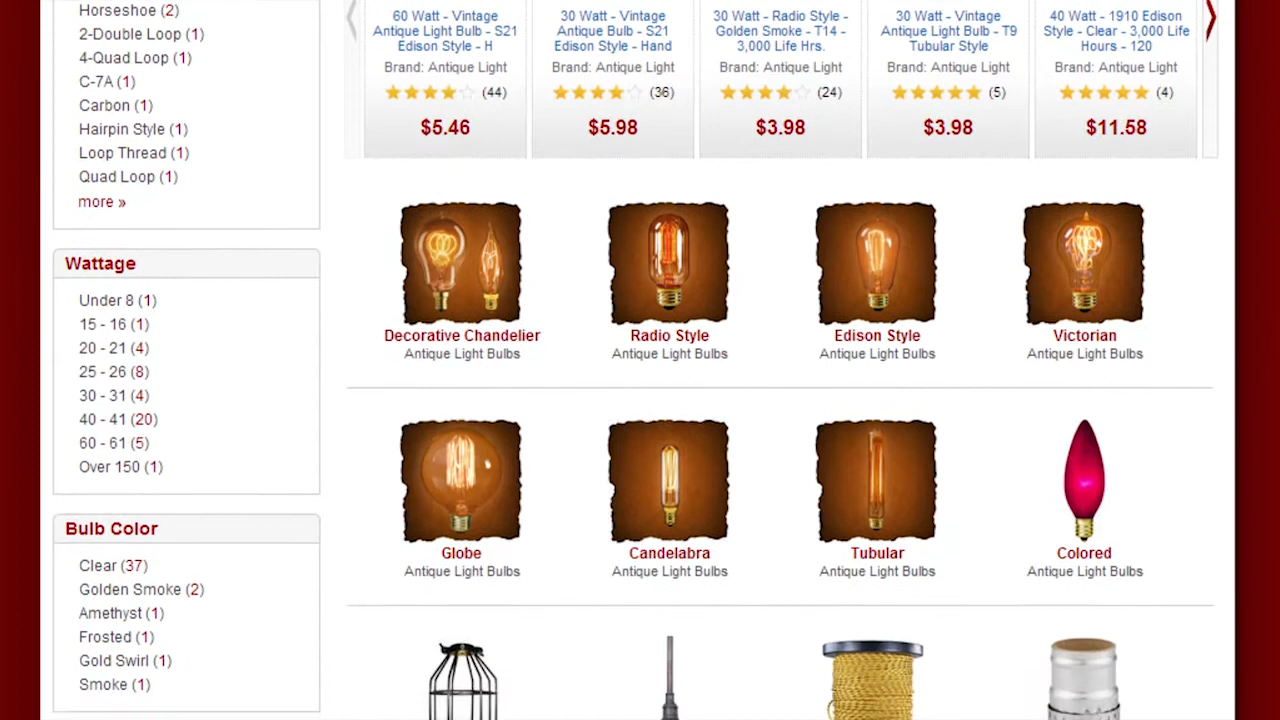 Horseshoe (2)
2-Double Loop (1)
4-Quad Loop (1)
C-7A (1)
Carbon (1)
Hairpin Style (1)
Loop Thread (1)
Quad Loop (1)
more »
Wattage
Under 8 (1)
15 - 16 (1)
20 - 21 (4)
25 - 26 (8)
30 - 31 (4)
40 - 41 (20)
60 - 61 (5)
Over 150 (1)
Bulb Color
Clear (37)
Golden Smoke (2)
Amethyst (1)
Frosted (1)
Gold Swirl (1)
Smoke (1)
60 Watt - Vintage
Antique Light Bulb - S21
Edison Style - H
Brand: Antique Light
(44)
$5.46
30 Watt - Vintage
Antique Bulb - S21
Edison Style - Hand
Brand: Antique Light
(36)
$5.98
30 Watt - Radio Style -
Golden Smoke - T14 -
3,000 Life Hrs.
Brand: Antique Light
(24)
$3.98
30 Watt - Vintage
Antique Light Bulb - T9
Tubular Style
Brand: Antique Light
(5)
$3.98
40 Watt - 1910 Edison
Style - Clear - 3,000 Life
Hours - 120
Brand: Antique Light
(4)
$11.58
Decorative Chandelier
Antique Light Bulbs
Radio Style
Antique Light Bulbs
Edison Style
Antique Light Bulbs
Victorian
Antique Light Bulbs
Globe
Antique Light Bulbs
Candelabra
Antique Light Bulbs
Tubular
Antique Light Bulbs
Colored
Antique Light Bulbs